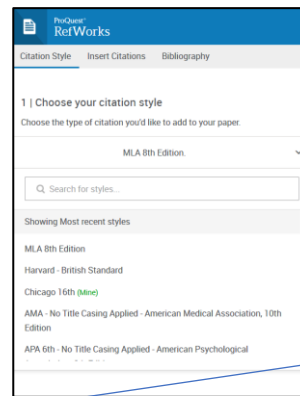 ProQuest
RefWorks
Citation Style Insert Citations Bibliography
1 | Choose your citation style
Choose the type of citation you'd like to add to your paper.
MLA 8th Edition.
Search for styles...
Showing Most recent styles
MLA 8th Edition
Harvard - British Standard
Chicago 16th (Mine)
AMA - No Title Casing Applied - American Medical Association, 10th
Edition
APA 6th - No Title Casing Applied - American Psychological